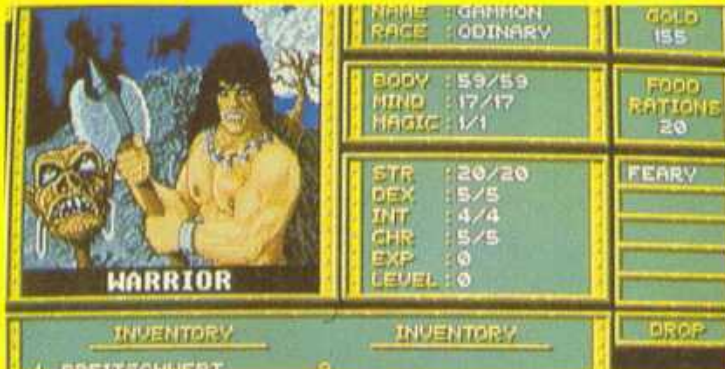 NAME : GAMMON
RACE : ODINARY
GOLD
155
BODY : 59/59
MIND : 17/17
MAGIC : 1/1
FOOD
RATIONS
20
STR : 20/20
DEX : 5/5
INT : 4/4
CHR : 5/5
EXP : 0
LEVEL : 0
FEARY
WARRIOR
INVENTORY
INVENTORY
DROP